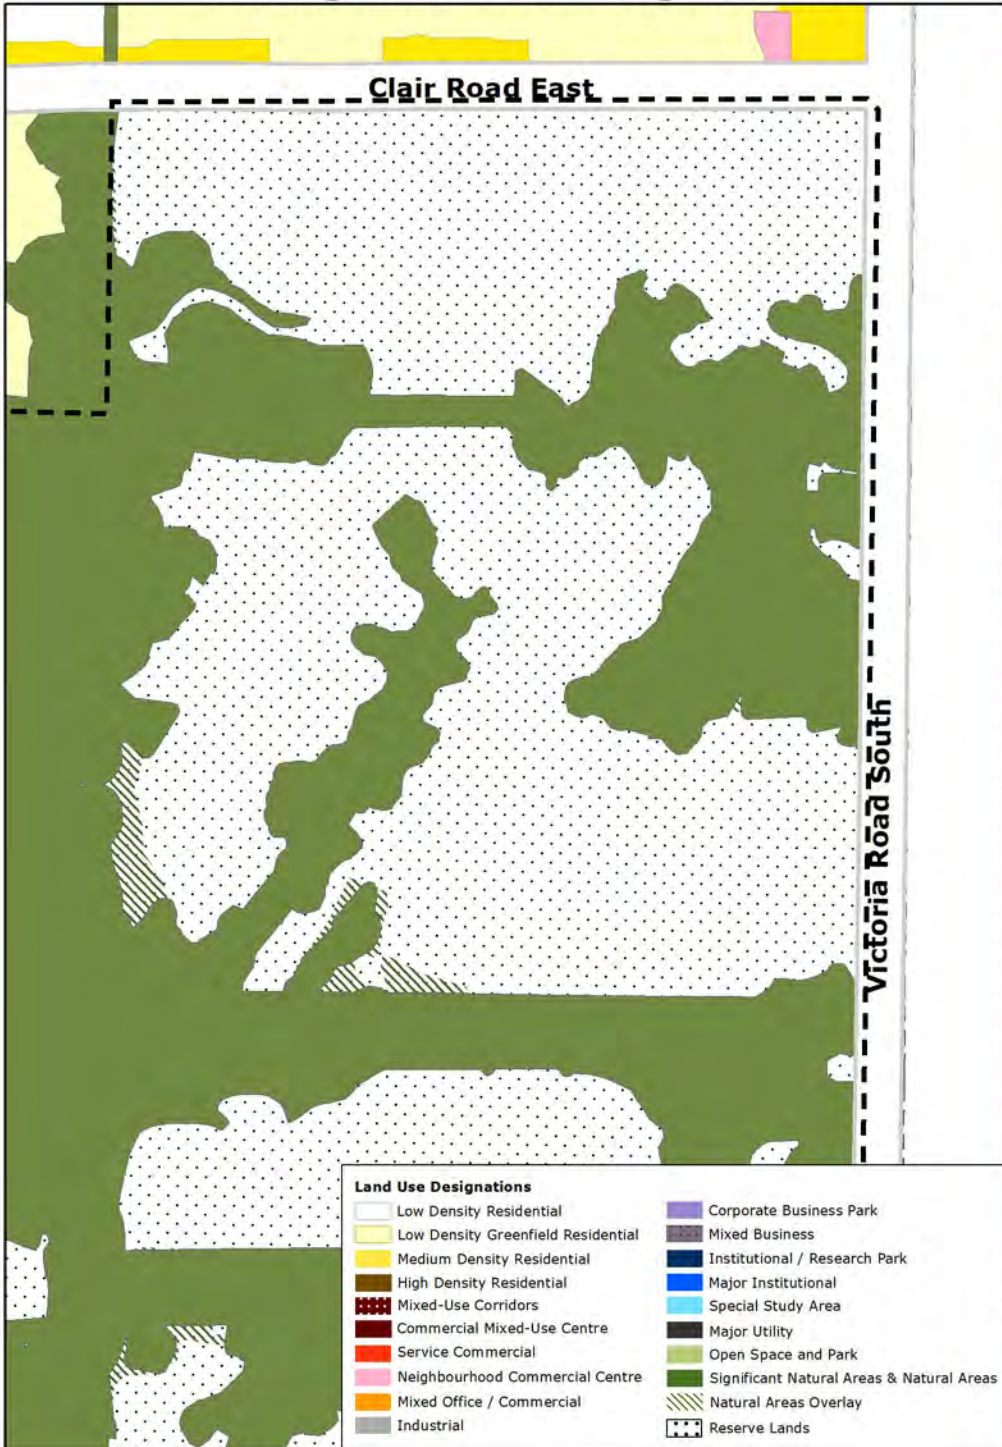 Clair Road East
Victoria Road South
Land Use Designations
Low Density Residential
Low Density Greenfield Residential
Medium Density Residential
High Density Residential
Mixed-Use Corridors
Commercial Mixed-Use Centre
Service Commercial
Neighbourhood Commercial Centre
Mixed Office / Commercial
Industrial
Corporate Business Park
Mixed Business
Institutional / Research Park
Major Institutional
Special Study Area
Major Utility
Open Space and Park
Significant Natural Areas & Natural Areas
Natural Areas Overlay
Reserve Lands